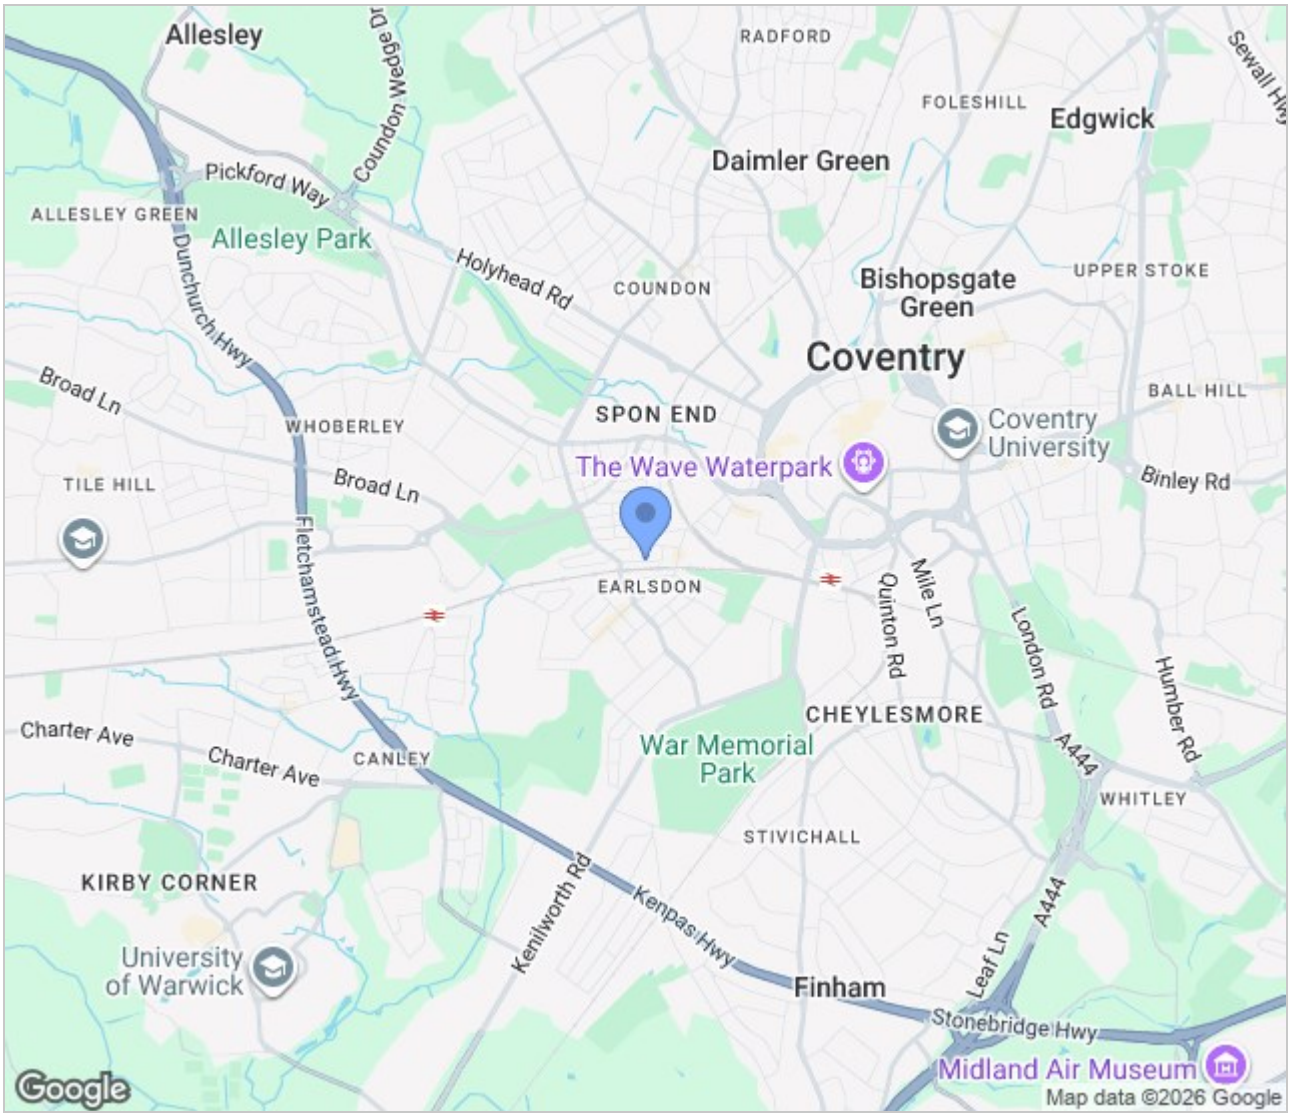 Allesley
Coundon Wedge Dr
RADFORD
Sewall Hwy
FOLESHILL
Edgwick
Daimler Green
Pickford Way
ALLESLEY GREEN
Allesley Park
Dunchurch Hwy
Holyhead Rd
COUNDON
Bishopsgate
Green
UPPER STOKE
Coventry
Broad Ln
BALL HILL
WHOBERLEY
SPON END
Coventry
University
The Wave Waterpark
Broad Ln
TILE HILL
Binley Rd
Fletchamstead Hwy
EARLSDON
Mile Ln
Quinton Rd
London Rd
Humber Rd
CHEYLESMORE
Charter Ave
War Memorial
Park
A444
Charter Ave
CANLEY
WHITLEY
STIVICHALL
KIRBY CORNER
Kenilworth Rd
Kenpas Hwy
A444
University
of Warwick
Leaf Ln
Finham
Stonebridge Hwy
Midland Air Museum
Google
Map data ©2026 Google